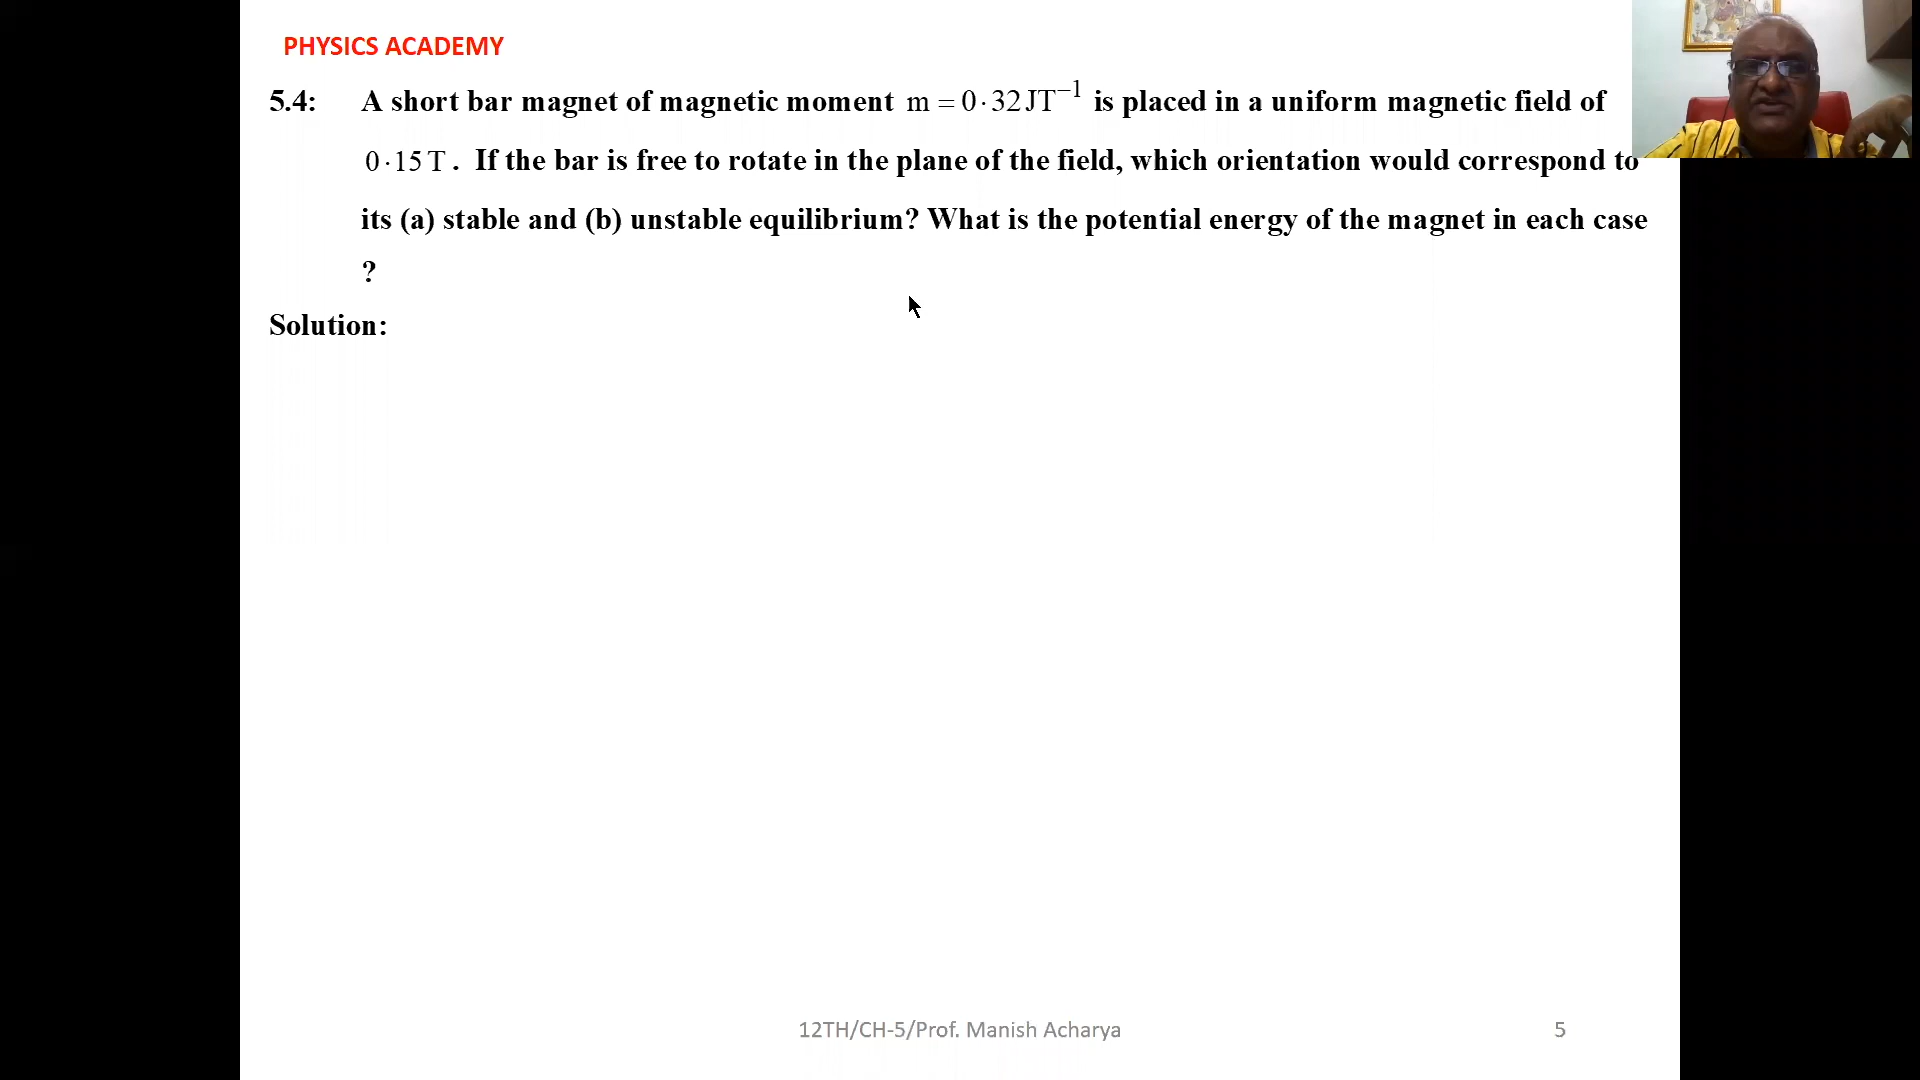 PHYSICS ACADEMY
5.4: A short bar magnet of magnetic moment m = 0·32 JT⁻¹ is placed in a uniform magnetic field of
0·15 T. If the bar is free to rotate in the plane of the field, which orientation would correspond to
its (a) stable and (b) unstable equilibrium? What is the potential energy of the magnet in each case
?
Solution:
12TH/CH-5/Prof. Manish Acharya
5